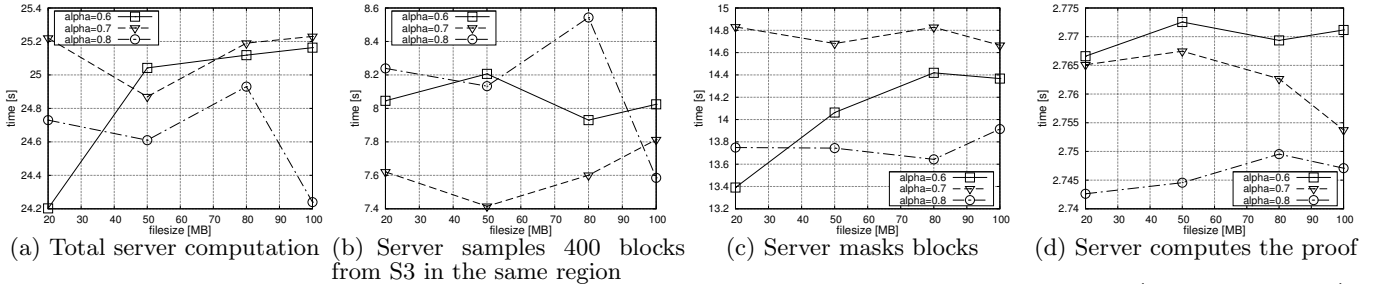 25.4
25.2
25
24.8
24.6
24.4
24.2
time [s]
alpha=0.6
alpha=0.7
alpha=0.8
20 30 40 50 60 70 80 90 100
filesize [MB]
(a) Total server computation
8.6
8.4
8.2
8
7.8
7.6
7.4
time [s]
alpha=0.6
alpha=0.7
alpha=0.8
20 30 40 50 60 70 80 90 100
filesize [MB]
(b) Server samples 400 blocks
from S3 in the same region
15
14.8
14.6
14.4
14.2
14
13.8
13.6
13.4
13.2
time [s]
alpha=0.6
alpha=0.7
alpha=0.8
20 30 40 50 60 70 80 90 100
filesize [MB]
(c) Server masks blocks
2.775
2.77
2.765
2.76
2.755
2.75
2.745
2.74
time [s]
alpha=0.6
alpha=0.7
alpha=0.8
20 30 40 50 60 70 80 90 100
filesize [MB]
(d) Server computes the proof